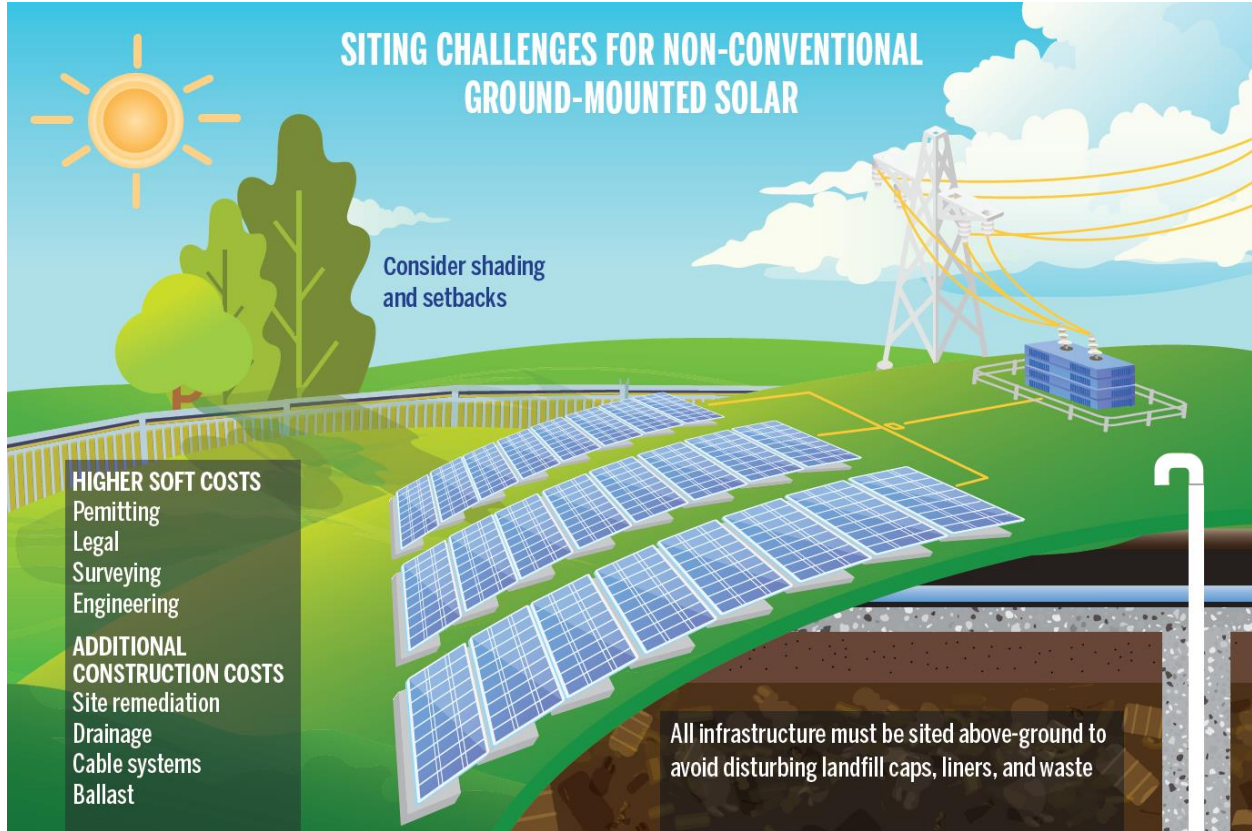 SITING CHALLENGES FOR NON-CONVENTIONAL
GROUND-MOUNTED SOLAR
Consider shading
and setbacks
HIGHER SOFT COSTS
Pemitting
Legal
Surveying
Engineering
ADDITIONAL
CONSTRUCTION COSTS
Site remediation
Drainage
Cable systems
Ballast
All infrastructure must be sited above-ground to
avoid disturbing landfill caps, liners, and waste